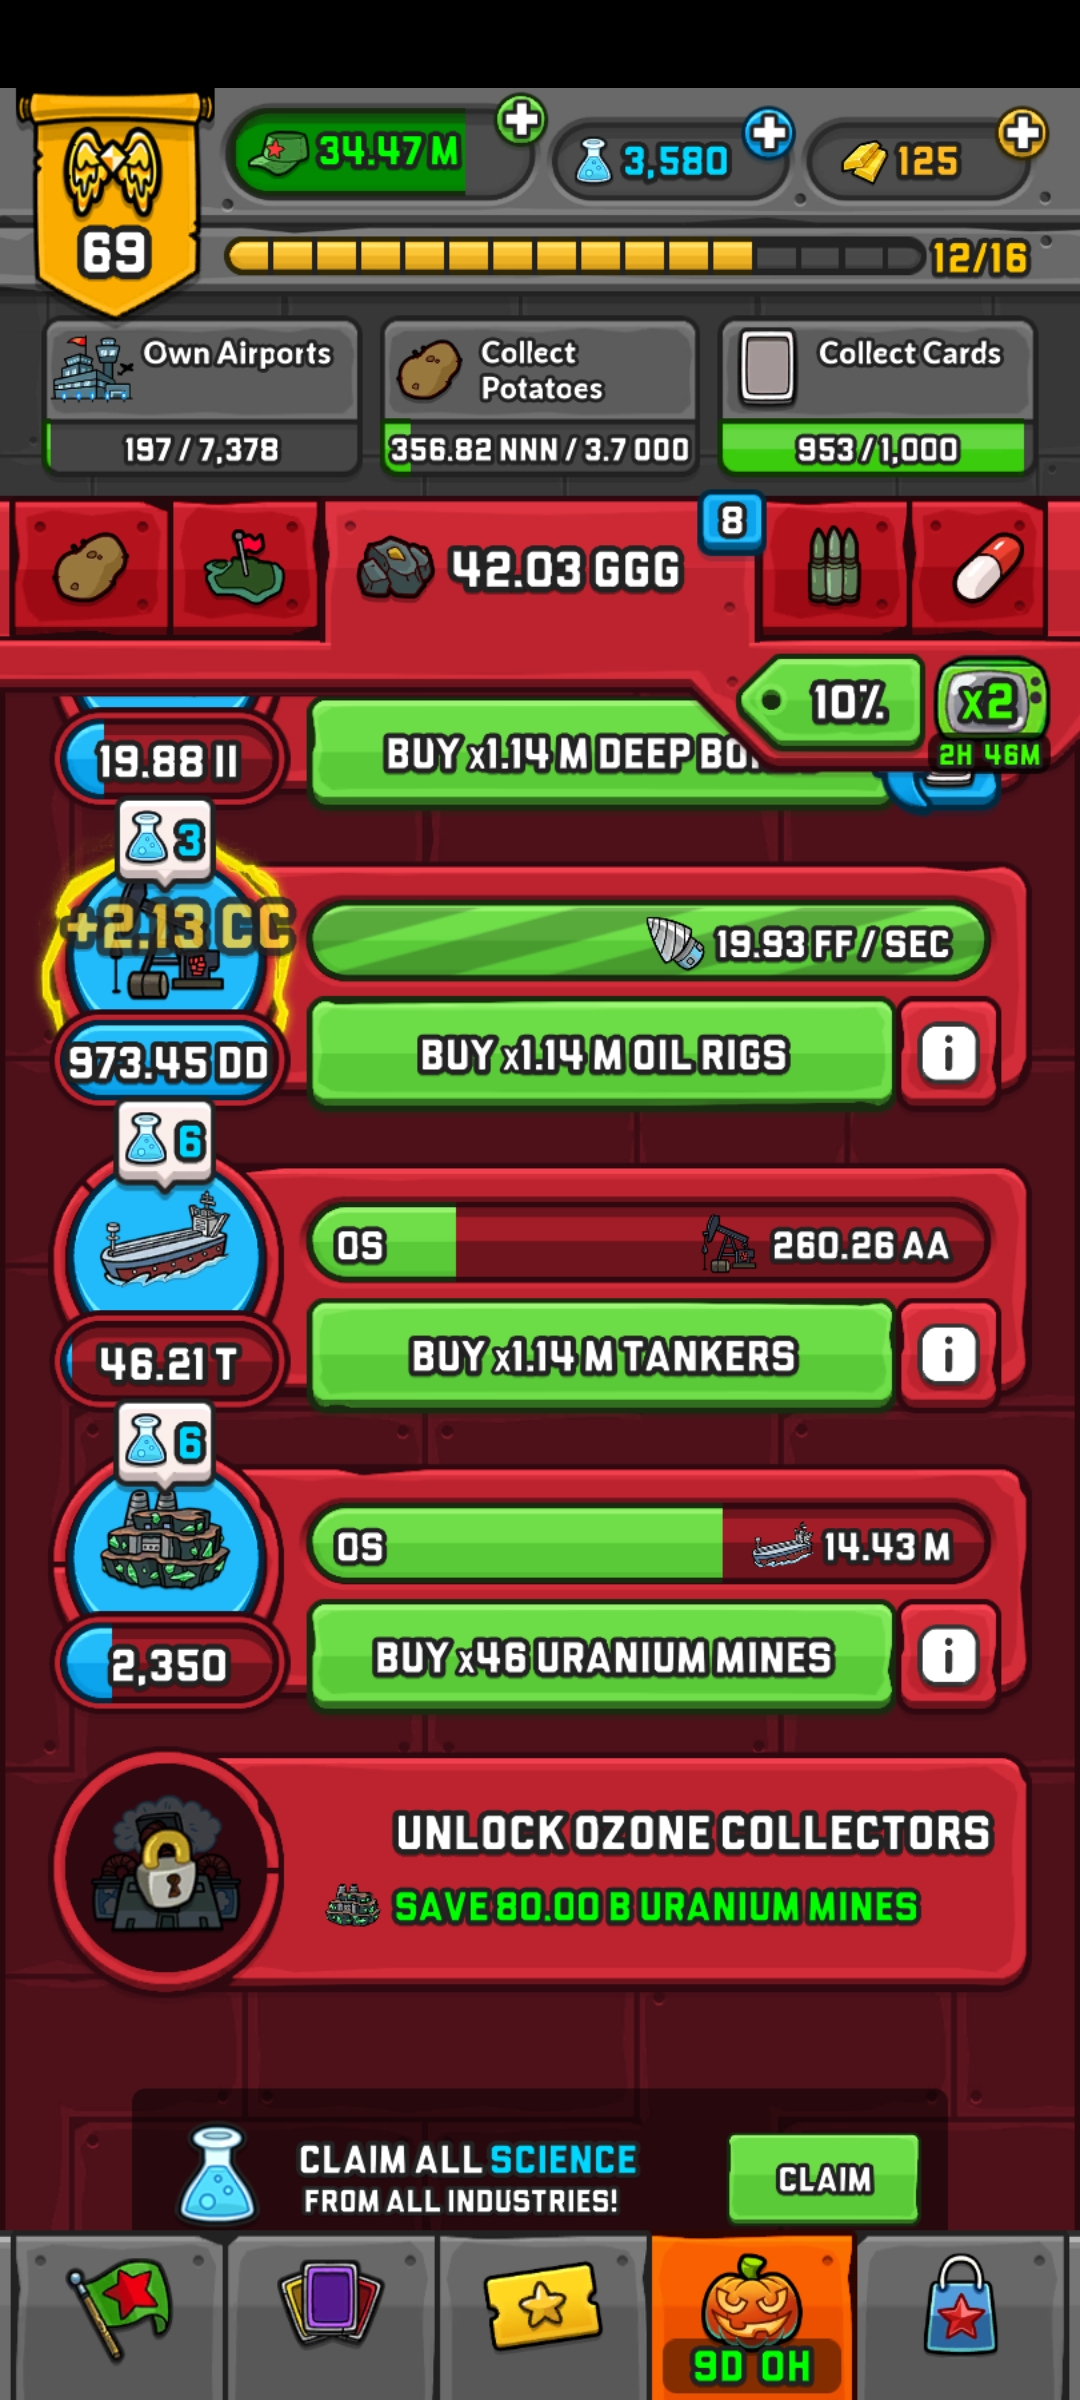 34.47 M
3,580
125
69
12/16
Own Airports
197 / 7,378
Collect
Potatoes
356.82 NNN / 3.7 OOO
Collect Cards
953 / 1,000
42.03 GGG
8
10%
x2
2H 46M
19.88 II
BUY x1.14 M DEEP
3
+2.13 CC
19.93 FF / SEC
973.45 DD
BUY x1.14 M OIL RIGS
i
6
0S
260.26 AA
46.21 T
BUY x1.14 M TANKERS
i
6
0S
14.43 M
2,350
BUY x46 URANIUM MINES
i
UNLOCK OZONE COLLECTORS
SAVE 80.00 B URANIUM MINES
CLAIM ALL SCIENCE
FROM ALL INDUSTRIES!
CLAIM
9D 0H